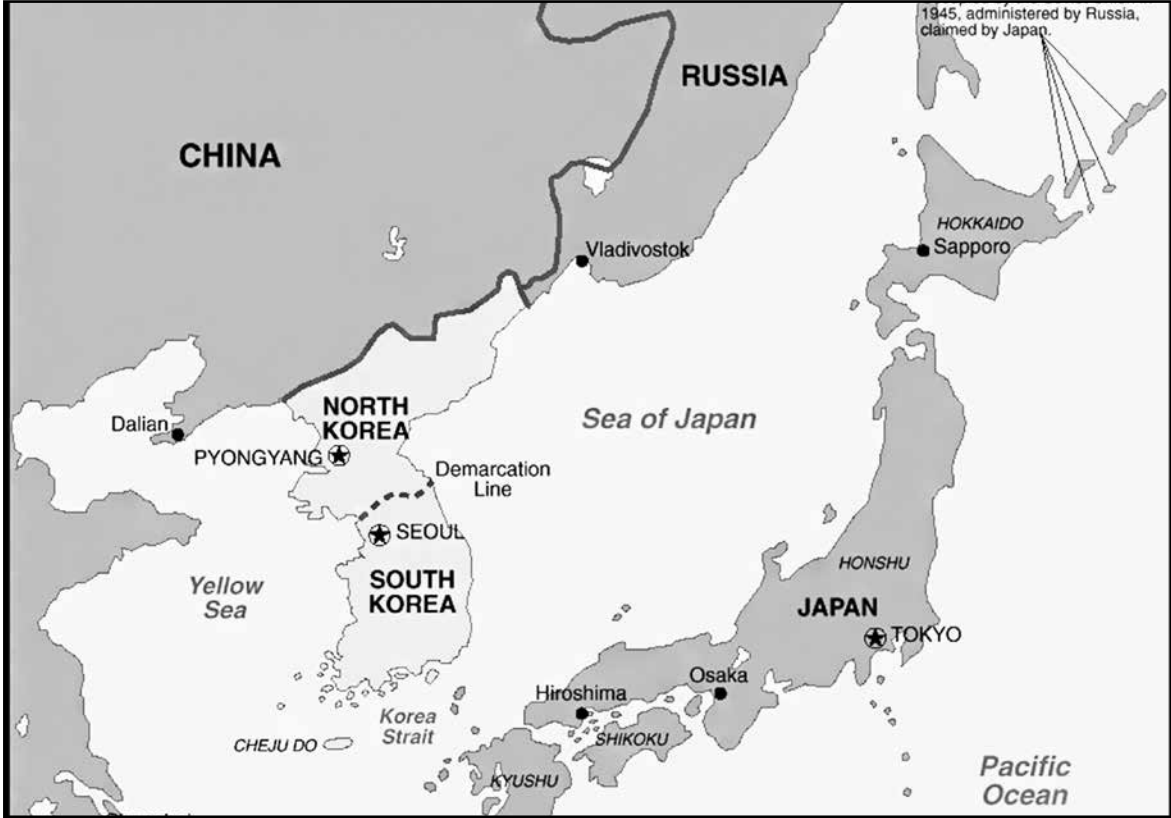 1945, administered by Russia,
claimed by Japan.
RUSSIA
CHINA
HOKKAIDO
Sapporo
Vladivostok
Dalian
NORTH
KOREA
PYONGYANG
Sea of Japan
Demarcation
Line
SEOUL
Yellow
Sea
SOUTH
KOREA
HONSHU
JAPAN
TOKYO
Osaka
Hiroshima
Korea
Strait
CHEJU DO
SHIKOKU
KYUSHU
Pacific
Ocean